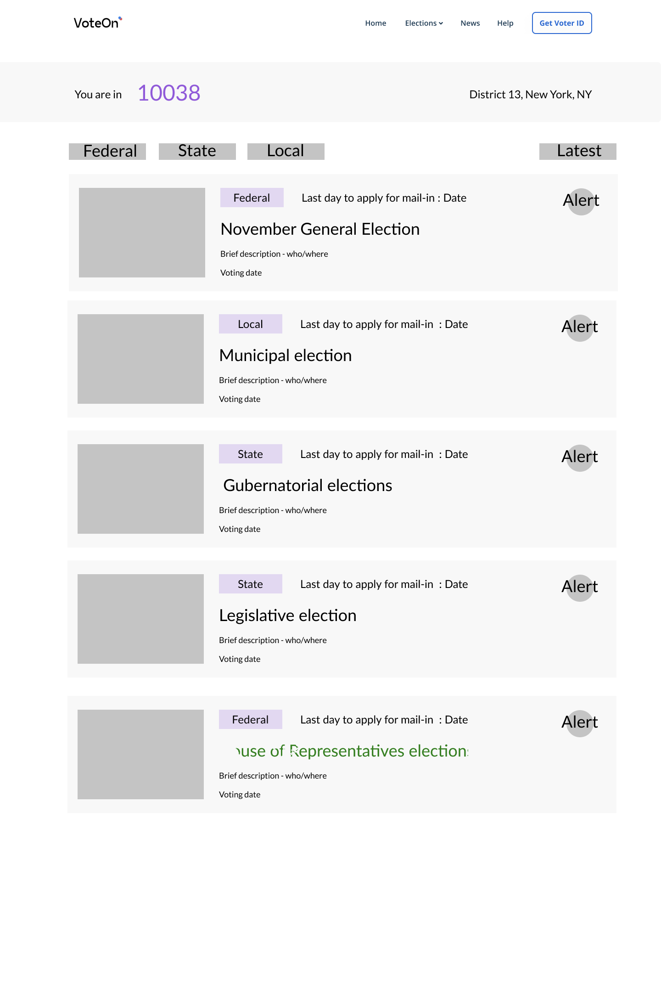 VoteOn
Home Elections News Help Get Voter ID
You are in 10038 District 13, New York, NY
Federal State Local Latest
Federal Last day to apply for mail-in : Date Alert
November General Election
Brief description - who/where
Voting date
Local Last day to apply for mail-in : Date Alert
Municipal election
Brief description - who/where
Voting date
State Last day to apply for mail-in : Date Alert
Gubernatorial elections
Brief description - who/where
Voting date
State Last day to apply for mail-in : Date Alert
Legislative election
Brief description - who/where
Voting date
Federal Last day to apply for mail-in : Date Alert
ouse of Representatives elections
Brief description - who/where
Voting date